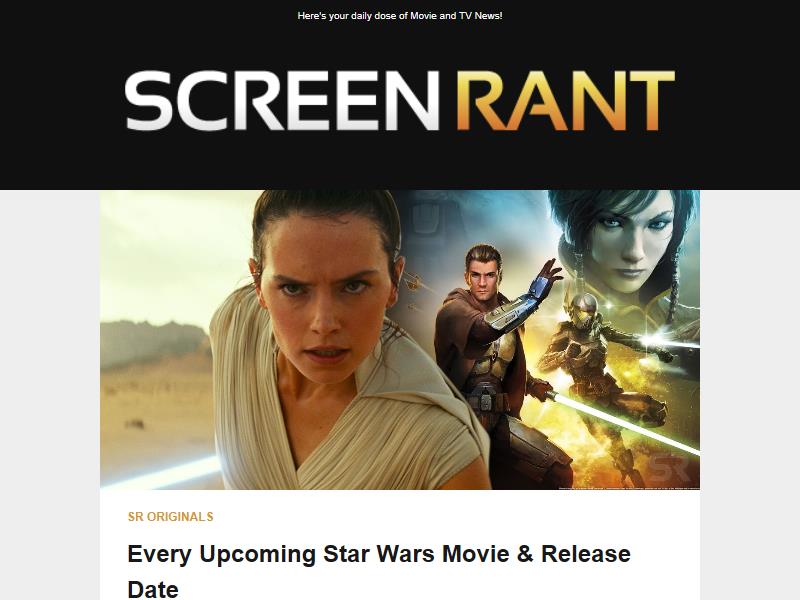 Here's your daily dose of Movie and TV News!
SCREEN RANT
SR
SR ORIGINALS
Every Upcoming Star Wars Movie & Release
Date